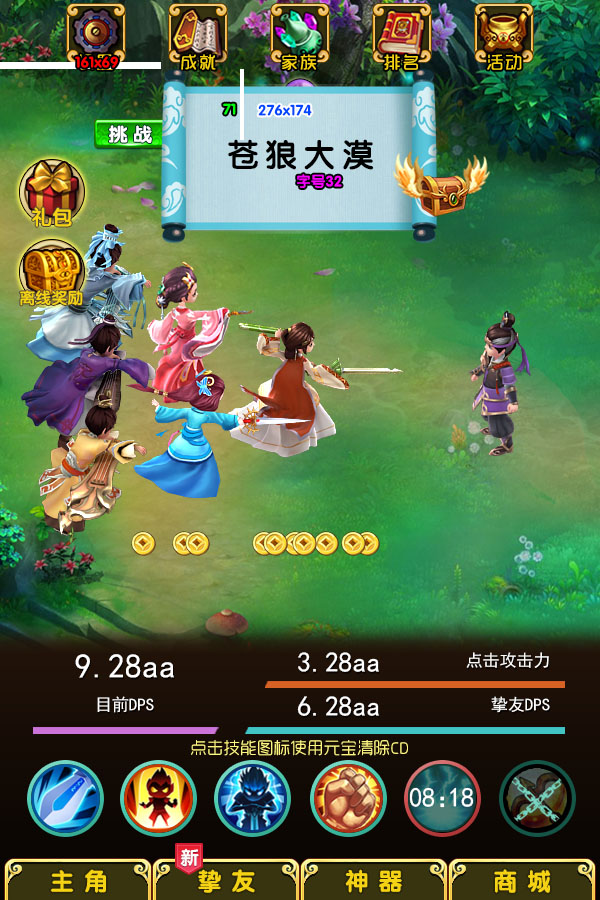 161x69
成就
家族
排名
活动
71
276x174
挑战
苍狼大漠
字号32
礼包
离线奖励
9.28aa
3.28aa
点击攻击力
目前DPS
6.28aa
挚友DPS
点击技能图标使用元宝清除CD
08:18
新
主角
挚友
神器
商城